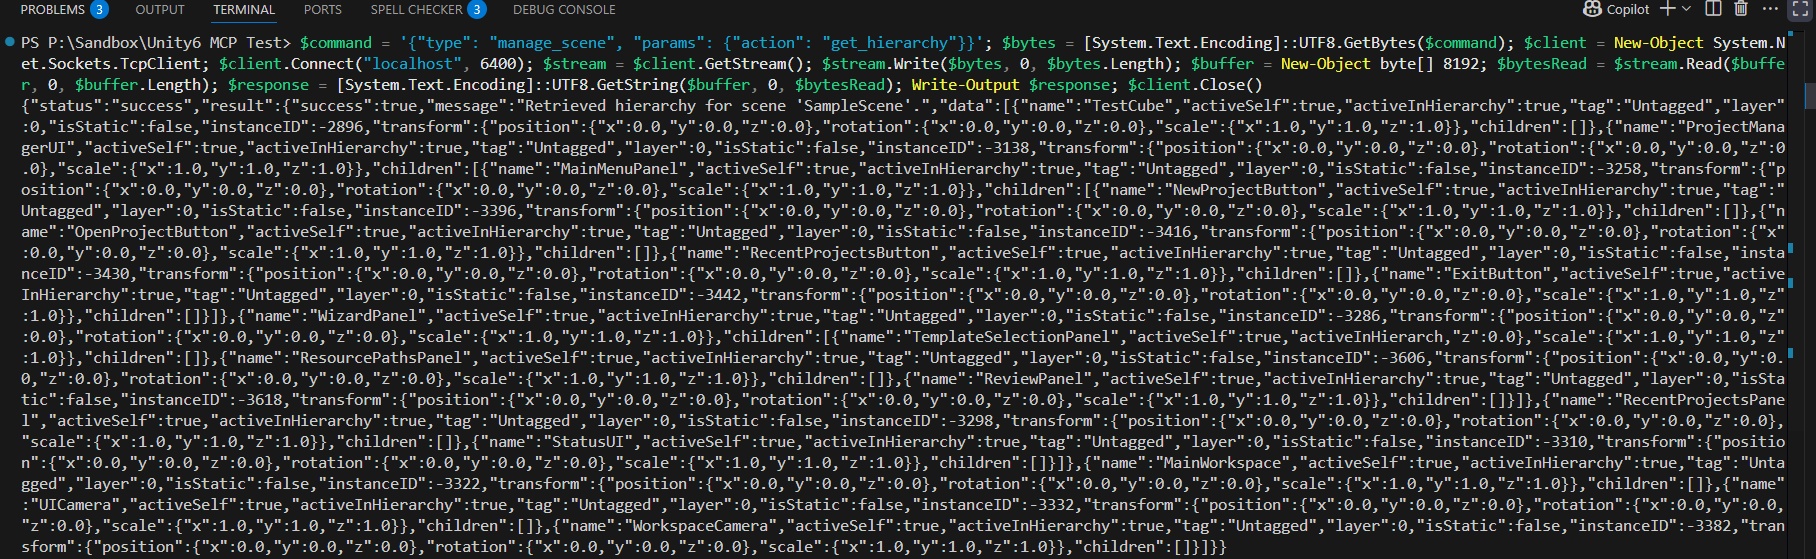 PROBLEMS 3 OUTPUT TERMINAL PORTS SPELL CHECKER 3 DEBUG CONSOLE Copilot
PS P:\Sandbox\Unity6 MCP Test> $command = '{"type": "manage_scene", "params": {"action": "get_hierarchy"}}'; $bytes = [System.Text.Encoding]::UTF8.GetBytes($command); $client = New-Object System.N
et.Sockets.TcpClient; $client.Connect("localhost", 6400); $stream = $client.GetStream(); $stream.Write($bytes, 0, $bytes.Length); $buffer = New-Object byte[] 8192; $bytesRead = $stream.Read($buffe
r, 0, $buffer.Length); $response = [System.Text.Encoding]::UTF8.GetString($buffer, 0, $bytesRead); Write-Output $response; $client.Close()
{"status":"success","result":{"success":true,"message":"Retrieved hierarchy for scene 'SampleScene'.","data":[{"name":"TestCube","activeSelf":true,"activeInHierarchy":true,"tag":"Untagged","layer"
:0,"isStatic":false,"instanceID":-2896,"transform":{"position":{"x":0.0,"y":0.0,"z":0.0},"rotation":{"x":0.0,"y":0.0,"z":0.0},"scale":{"x":1.0,"y":1.0,"z":1.0}},"children":[]},{"name":"ProjectMana
gerUI","activeSelf":true,"activeInHierarchy":true,"tag":"Untagged","layer":0,"isStatic":false,"instanceID":-3138,"transform":{"position":{"x":0.0,"y":0.0,"z":0.0},"rotation":{"x":0.0,"y":0.0,"z":0
.0},"scale":{"x":1.0,"y":1.0,"z":1.0}},"children":[{"name":"MainMenuPanel","activeSelf":true,"activeInHierarchy":true,"tag":"Untagged","layer":0,"isStatic":false,"instanceID":-3258,"transform":{"p
osition":{"x":0.0,"y":0.0,"z":0.0},"rotation":{"x":0.0,"y":0.0,"z":0.0},"scale":{"x":1.0,"y":1.0,"z":1.0}},"children":[{"name":"NewProjectButton","activeSelf":true,"activeInHierarchy":true,"tag":"
Untagged","layer":0,"isStatic":false,"instanceID":-3396,"transform":{"position":{"x":0.0,"y":0.0,"z":0.0},"rotation":{"x":0.0,"y":0.0,"z":0.0},"scale":{"x":1.0,"y":1.0,"z":1.0}},"children":[]},{"n
ame":"OpenProjectButton","activeSelf":true,"activeInHierarchy":true,"tag":"Untagged","layer":0,"isStatic":false,"instanceID":-3416,"transform":{"position":{"x":0.0,"y":0.0,"z":0.0},"rotation":{"x"
:0.0,"y":0.0,"z":0.0},"scale":{"x":1.0,"y":1.0,"z":1.0}},"children":[]},{"name":"RecentProjectsButton","activeSelf":true,"activeInHierarchy":true,"tag":"Untagged","layer":0,"isStatic":false,"insta
nceID":-3430,"transform":{"position":{"x":0.0,"y":0.0,"z":0.0},"rotation":{"x":0.0,"y":0.0,"z":0.0},"scale":{"x":1.0,"y":1.0,"z":1.0}},"children":[]},{"name":"ExitButton","activeSelf":true,"active
InHierarchy":true,"tag":"Untagged","layer":0,"isStatic":false,"instanceID":-3442,"transform":{"position":{"x":0.0,"y":0.0,"z":0.0},"rotation":{"x":0.0,"y":0.0,"z":0.0},"scale":{"x":1.0,"y":1.0,"z"
:1.0}},"children":[]}]},{"name":"WizardPanel","activeSelf":true,"activeInHierarchy":true,"tag":"Untagged","layer":0,"isStatic":false,"instanceID":-3286,"transform":{"position":{"x":0.0,"y":0.0,"z"
:0.0},"rotation":{"x":0.0,"y":0.0,"z":0.0},"scale":{"x":1.0,"y":1.0,"z":1.0}},"children":[{"name":"TemplateSelectionPanel","activeSelf":true,"activeInHierarch,"z":0.0},"scale":{"x":1.0,"y":1.0,"z"
:1.0}},"children":[]},{"name":"ResourcePathsPanel","activeSelf":true,"activeInHierarchy":true,"tag":"Untagged","layer":0,"isStatic":false,"instanceID":-3606,"transform":{"position":{"x":0.0,"y":0.
0,"z":0.0},"rotation":{"x":0.0,"y":0.0,"z":0.0},"scale":{"x":1.0,"y":1.0,"z":1.0}},"children":[]},{"name":"ReviewPanel","activeSelf":true,"activeInHierarchy":true,"tag":"Untagged","layer":0,"isSta
tic":false,"instanceID":-3618,"transform":{"position":{"x":0.0,"y":0.0,"z":0.0},"rotation":{"x":0.0,"y":0.0,"z":0.0},"scale":{"x":1.0,"y":1.0,"z":1.0}},"children":[]}]},{"name":"RecentProjectsPane
l","activeSelf":true,"activeInHierarchy":true,"tag":"Untagged","layer":0,"isStatic":false,"instanceID":-3298,"transform":{"position":{"x":0.0,"y":0.0,"z":0.0},"rotation":{"x":0.0,"y":0.0,"z":0.0},
"scale":{"x":1.0,"y":1.0,"z":1.0}},"children":[]},{"name":"StatusUI","activeSelf":true,"activeInHierarchy":true,"tag":"Untagged","layer":0,"isStatic":false,"instanceID":-3310,"transform":{"positio
n":{"x":0.0,"y":0.0,"z":0.0},"rotation":{"x":0.0,"y":0.0,"z":0.0},"scale":{"x":1.0,"y":1.0,"z":1.0}},"children":[]}]},{"name":"MainWorkspace","activeSelf":true,"activeInHierarchy":true,"tag":"Unta
gged","layer":0,"isStatic":false,"instanceID":-3322,"transform":{"position":{"x":0.0,"y":0.0,"z":0.0},"rotation":{"x":0.0,"y":0.0,"z":0.0},"scale":{"x":1.0,"y":1.0,"z":1.0}},"children":[]},{"name"
:"UICamera","activeSelf":true,"activeInHierarchy":true,"tag":"Untagged","layer":0,"isStatic":false,"instanceID":-3332,"transform":{"position":{"x":0.0,"y":0.0,"z":0.0},"rotation":{"x":0.0,"y":0.0,
"z":0.0},"scale":{"x":1.0,"y":1.0,"z":1.0}},"children":[]},{"name":"WorkspaceCamera","activeSelf":true,"activeInHierarchy":true,"tag":"Untagged","layer":0,"isStatic":false,"instanceID":-3382,"tran
sform":{"position":{"x":0.0,"y":0.0,"z":0.0},"rotation":{"x":0.0,"y":0.0,"z":0.0},"scale":{"x":1.0,"y":1.0,"z":1.0}},"children":[]}]}}